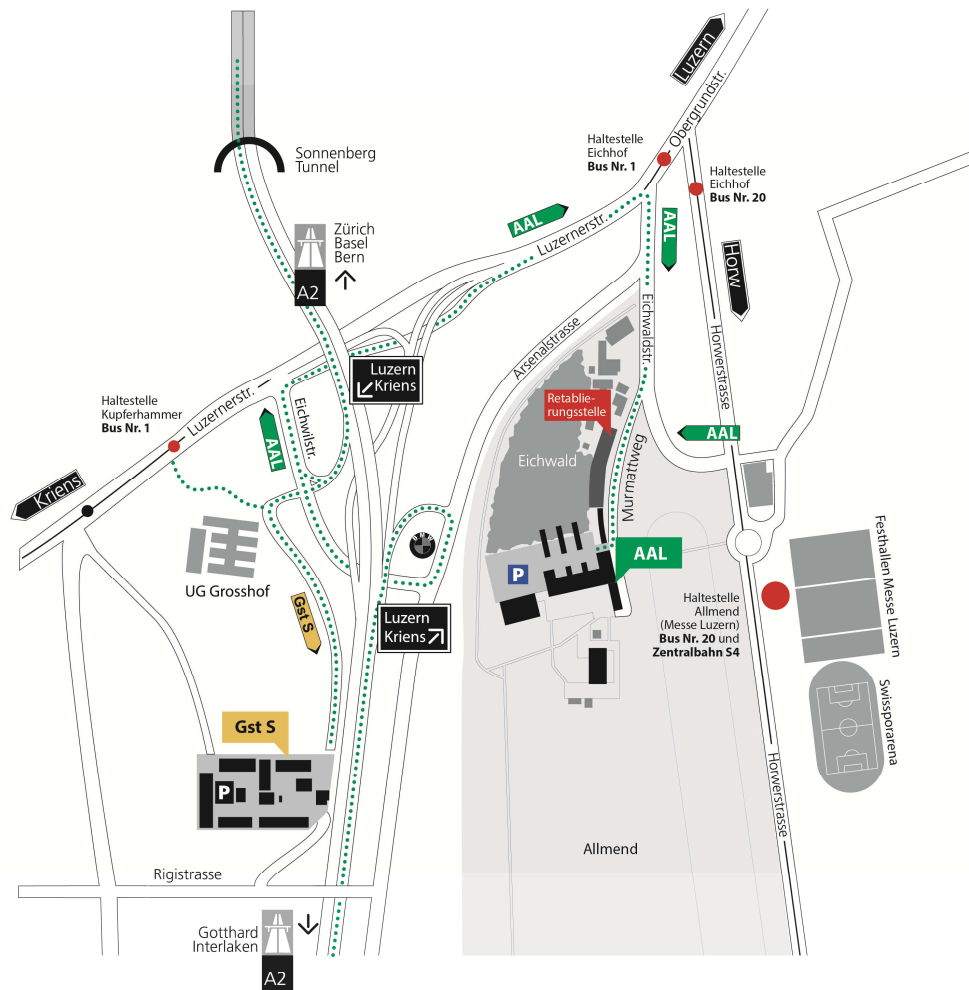 Luzern
Obergrundstr.
Haltestelle
Eichhof
Bus Nr. 1
Haltestelle
Eichhof
Bus Nr. 20
Sonnenberg
Tunnel
Zürich
Basel
Bern
A2
AAL
Luzernerstr.
AAL
Horw
Eichwaldstr.
Horwerstrasse
Arsenalstrasse
Luzern
Kriens
Haltestelle
Kupferhammer
Bus Nr. 1
Luzernerstr.
Eichwilstr.
AAL
Retablie-
rungsstelle
AAL
Eichwald
Murmattweg
Kriens
BMW
UG Grosshof
P
AAL
Festhallen Messe Luzern
Gst S
Luzern
Kriens
Haltestelle
Allmend
(Messe Luzern)
Bus Nr. 20 und
Zentralbahn S4
Swissporarena
Gst S
P
Horwerstrasse
Allmend
Rigistrasse
Gotthard
Interlaken
A2